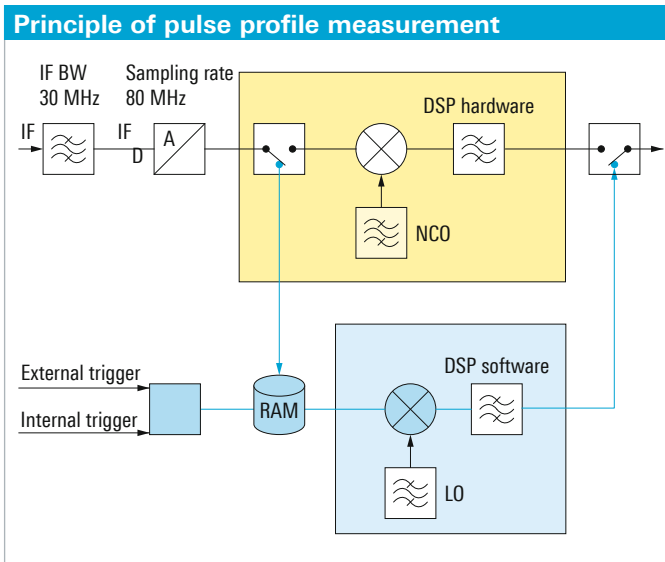 Principle of pulse profile measurement
IF BW
30 MHz
Sampling rate
80 MHz
DSP hardware
IF
IF
D
A
NCO
DSP software
External trigger
Internal trigger
RAM
LO